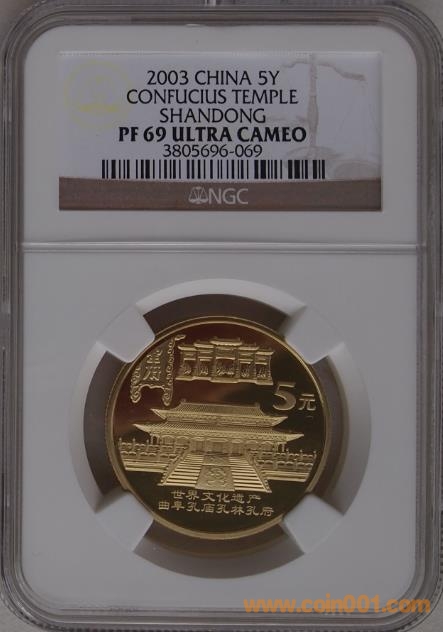 2003 CHINA 5Y
CONFUCIUS TEMPLE
SHANDONG
PF 69 ULTRA CAMEO
3805696-069
NGC
5元
世界文化遗产
曲阜孔庙孔林孔府
www.coin001.com